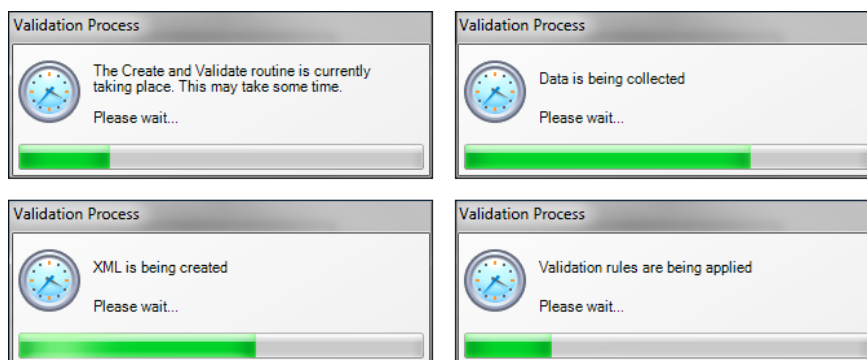 Validation Process
The Create and Validate routine is currently
taking place. This may take some time.
Please wait...
Validation Process
Data is being collected
Please wait...
Validation Process
XML is being created
Please wait...
Validation Process
Validation rules are being applied
Please wait...